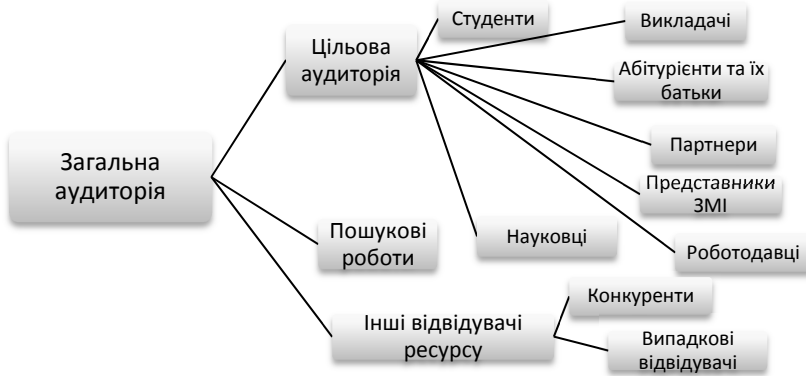 Загальна
аудиторія
Цільова
аудиторія
Студенти
Викладачі
Абітурієнти та їх
батьки
Партнери
Представники
ЗМІ
Роботодавці
Науковці
Пошукові
роботи
Інші відвідувачі
ресурсу
Конкуренти
Випадкові
відвідувачі